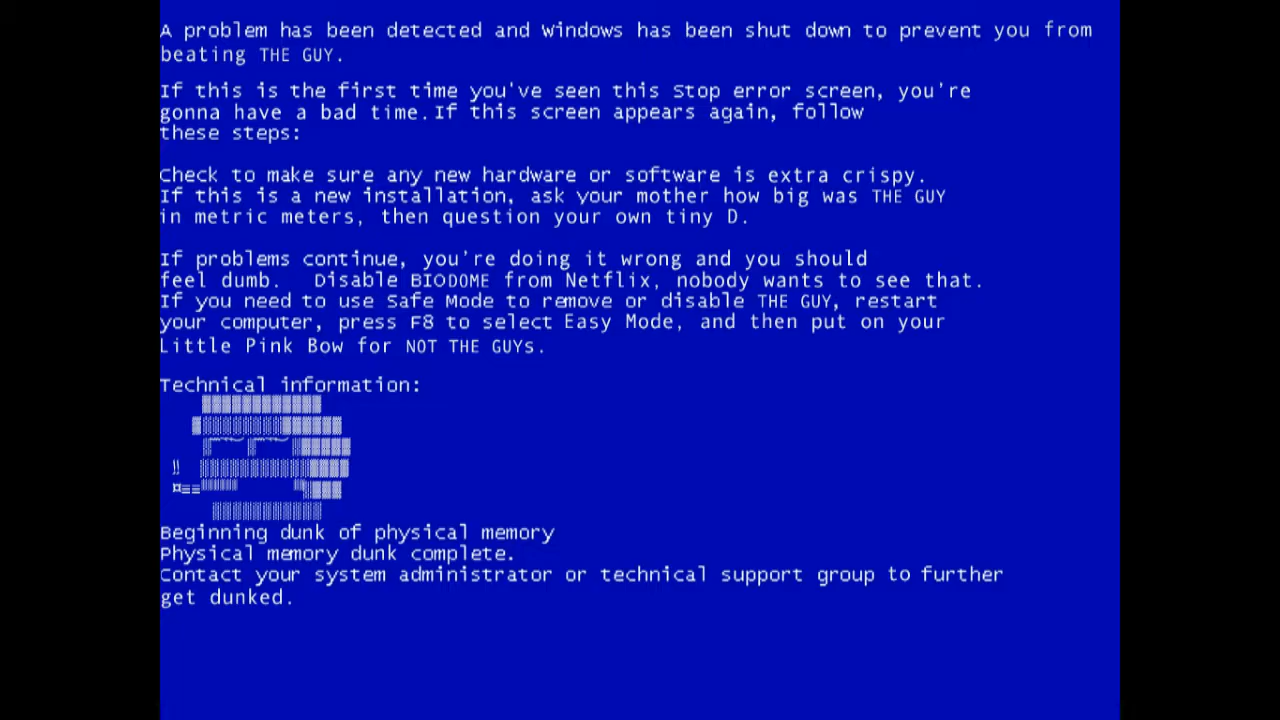 A problem has been detected and Windows has been shut down to prevent you from
beating THE GUY.
If this is the first time you've seen this Stop error screen, you're
gonna have a bad time. If this screen appears again, follow
these steps:
Check to make sure any new hardware or software is extra crispy.
If this is a new installation, ask your mother how big was THE GUY
in metric meters, then question your own tiny D.
If problems continue, you're doing it wrong and you should
feel dumb. Disable BIODOME from Netflix, nobody wants to see that.
If you need to use Safe Mode to remove or disable THE GUY, restart
your computer, press F8 to select Easy Mode, and then put on your
Little Pink Bow for NOT THE GUYs.
Technical information:
Beginning dunk of physical memory
Physical memory dunk complete.
Contact your system administrator or technical support group to further
get dunked.